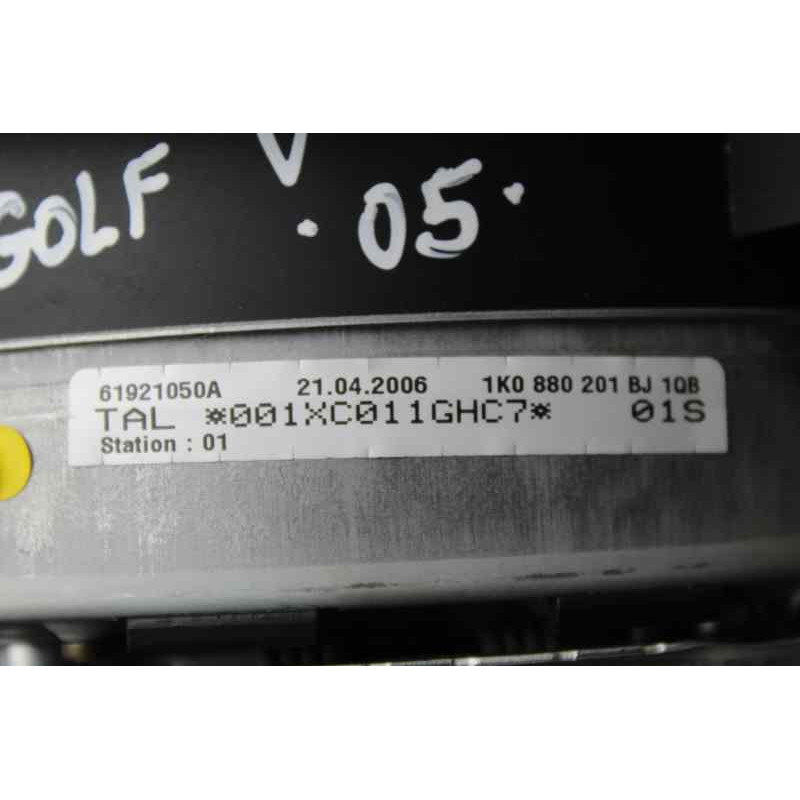 GOLF V .05.
61921050A 21.04.2006 1K0 880 201 BJ 1QB
TAL *001XC011GHC7* 01S
Station : 01